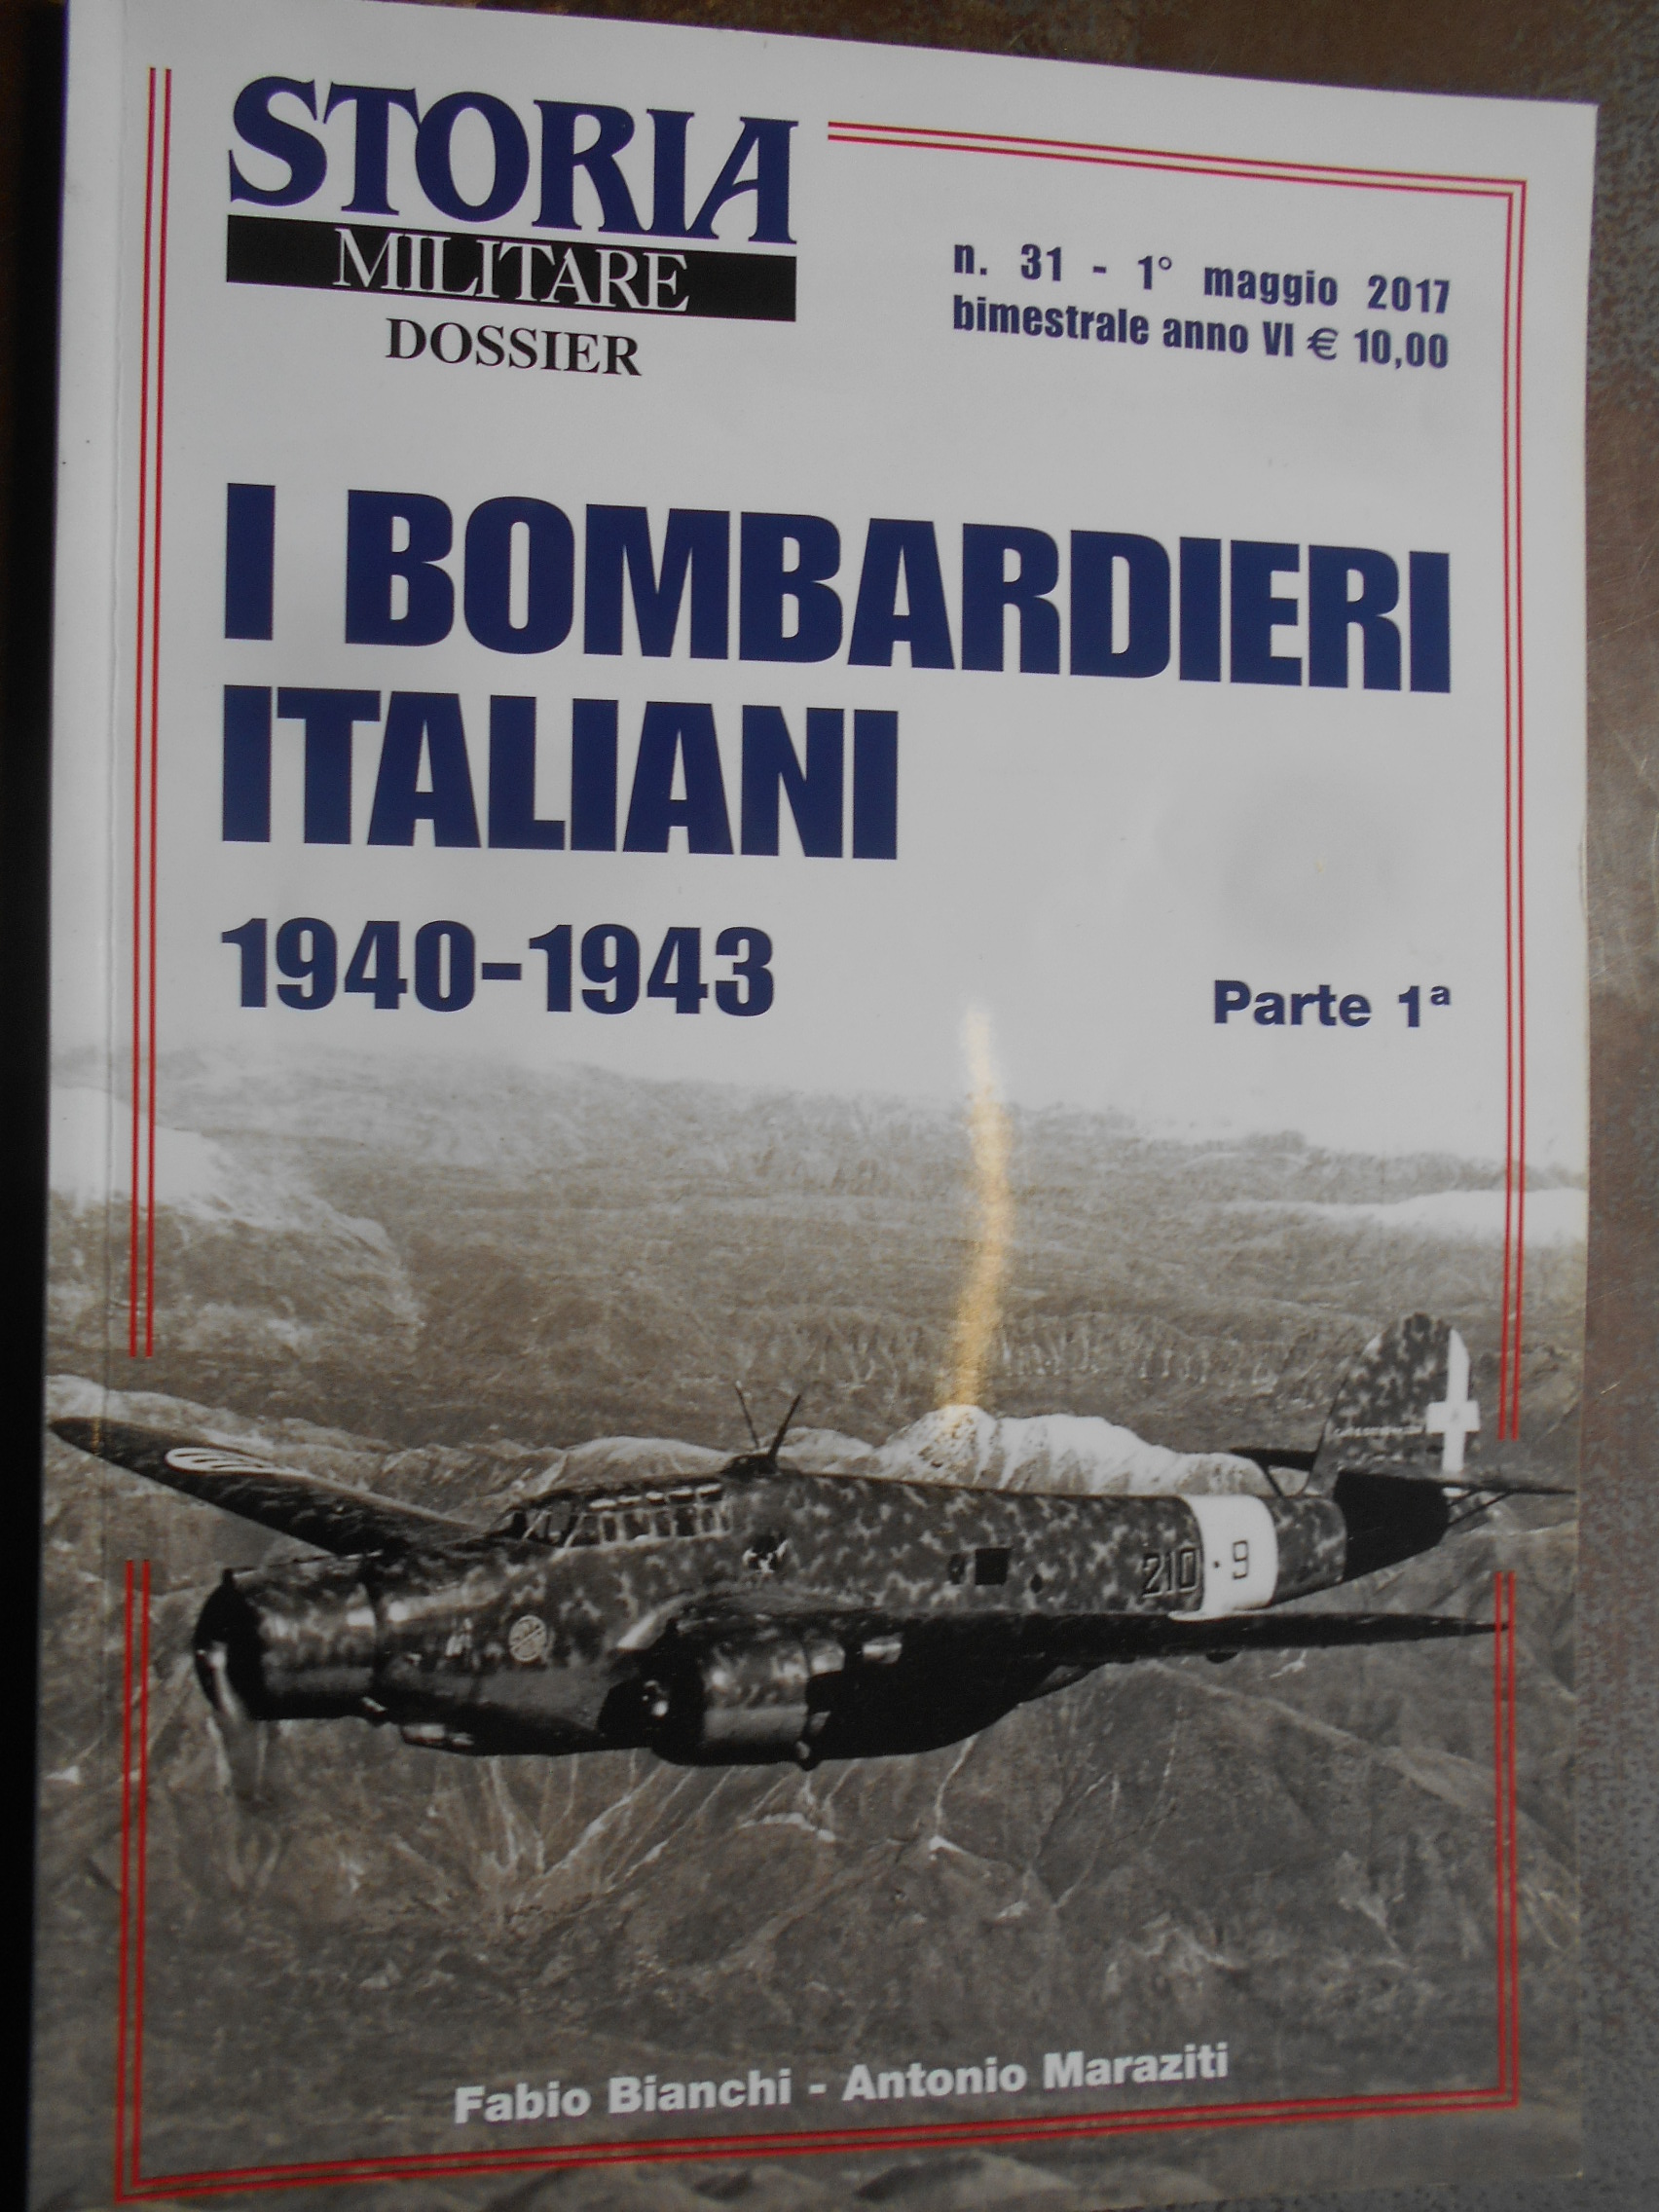 STORIA
MILITARE
DOSSIER
n. 31 - 1° maggio 2017
bimestrale anno VI € 10,00
I BOMBARDIERI
ITALIANI
1940-1943
Parte 1ª
210 · 9
Fabio Bianchi - Antonio Maraziti